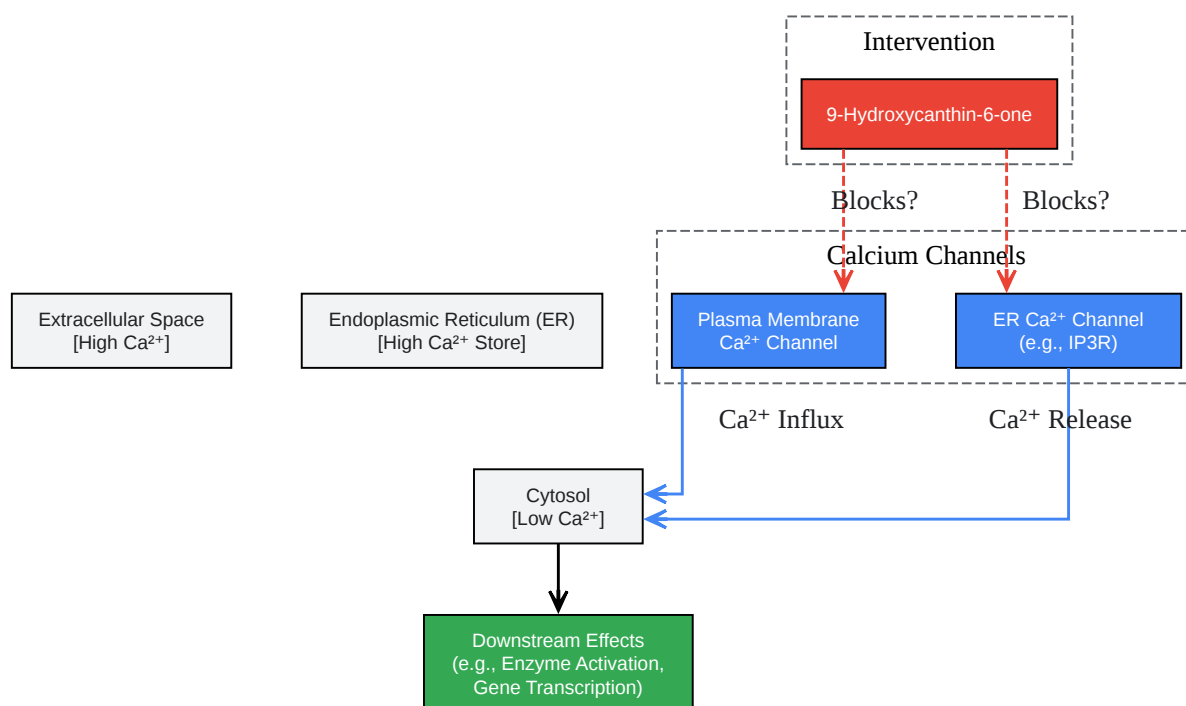 Intervention
9-Hydroxycanthin-6-one
Blocks?
Blocks?
Calcium Channels
Extracellular Space
[High Ca²⁺]
Endoplasmic Reticulum (ER)
[High Ca²⁺ Store]
Plasma Membrane
Ca²⁺ Channel
ER Ca²⁺ Channel
(e.g., IP3R)
Ca²⁺ Influx
Ca²⁺ Release
Cytosol
[Low Ca²⁺]
Downstream Effects
(e.g., Enzyme Activation,
Gene Transcription)